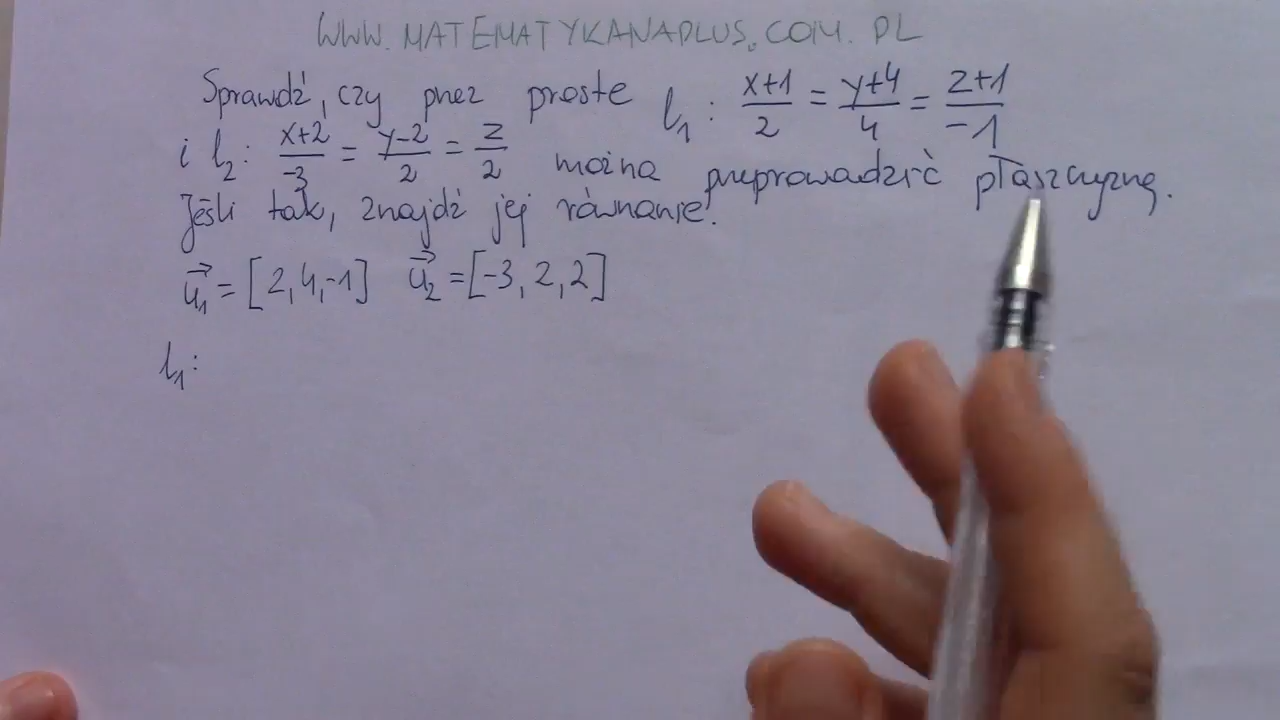 WWW.MATEMATYKANAPLUS.COM.PL
Sprawdź, czy przez proste l₁: (x+1)/2 = (y+4)/4 = (z+1)/-1
i l₂: (x+2)/-3 = (y-2)/2 = z/2 można przeprowadzić płaszczyznę.
Jeśli tak, znajdź jej równanie.
u₁⃗ = [2,4,-1] u₂⃗ = [-3,2,2]
l₁: